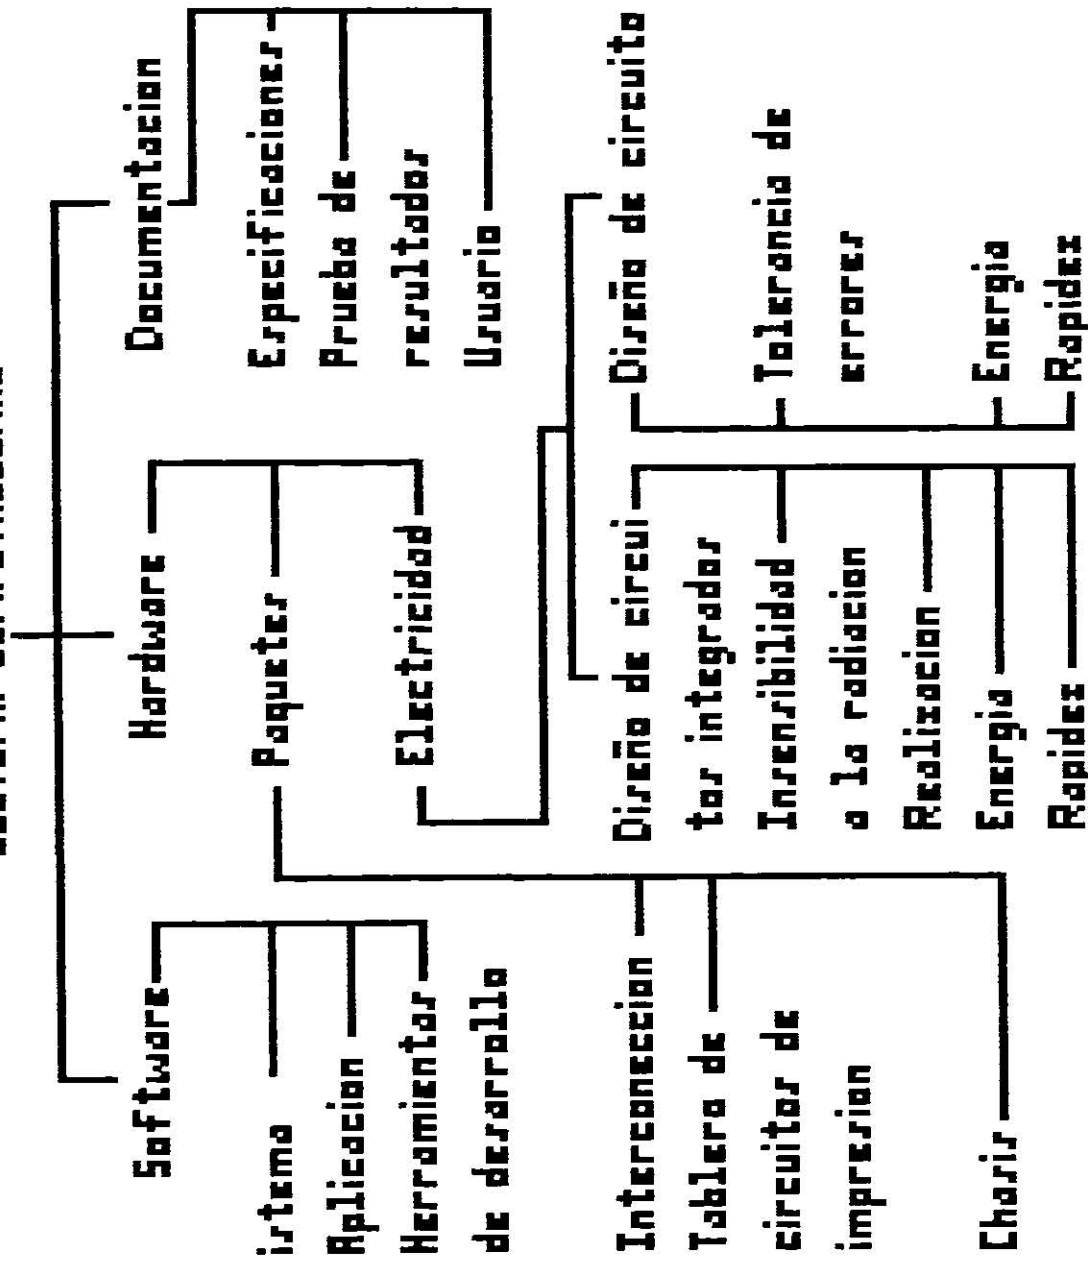 Software
istema
Aplicacion
Herramientas
de desarrollo
Hardware
Paquetes
Electricidad
Documentacion
Especificaciones
Prueba de
resultados
Usuario
Interconeccion
Tablero de
circuitos de
impresion
Chasis
Diseño de circui
tos integrados
Insensibilidad
a la radiacion
Realizacion
Energia
Rapidez
Diseño de circuito
Tolerancia de
errores
Energia
Rapidez